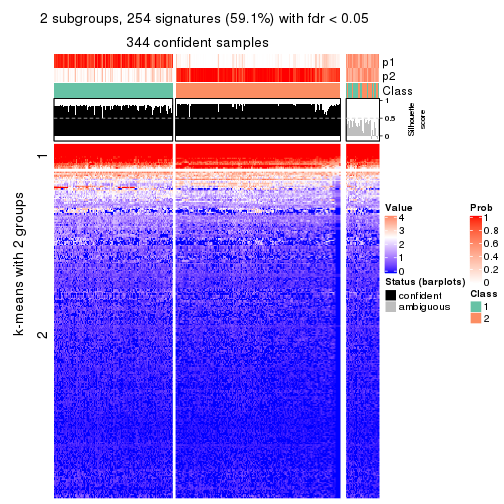 2 subgroups, 254 signatures (59.1%) with fdr < 0.05
344 confident samples
p1
p2
Class
1
0.5
0
Silhouette
score
k-means with 2 groups
1
2
Value
4
3
2
1
0
Status (barplots)
confident
ambiguous
Prob
1
0.8
0.6
0.4
0.2
0
Class
1
2